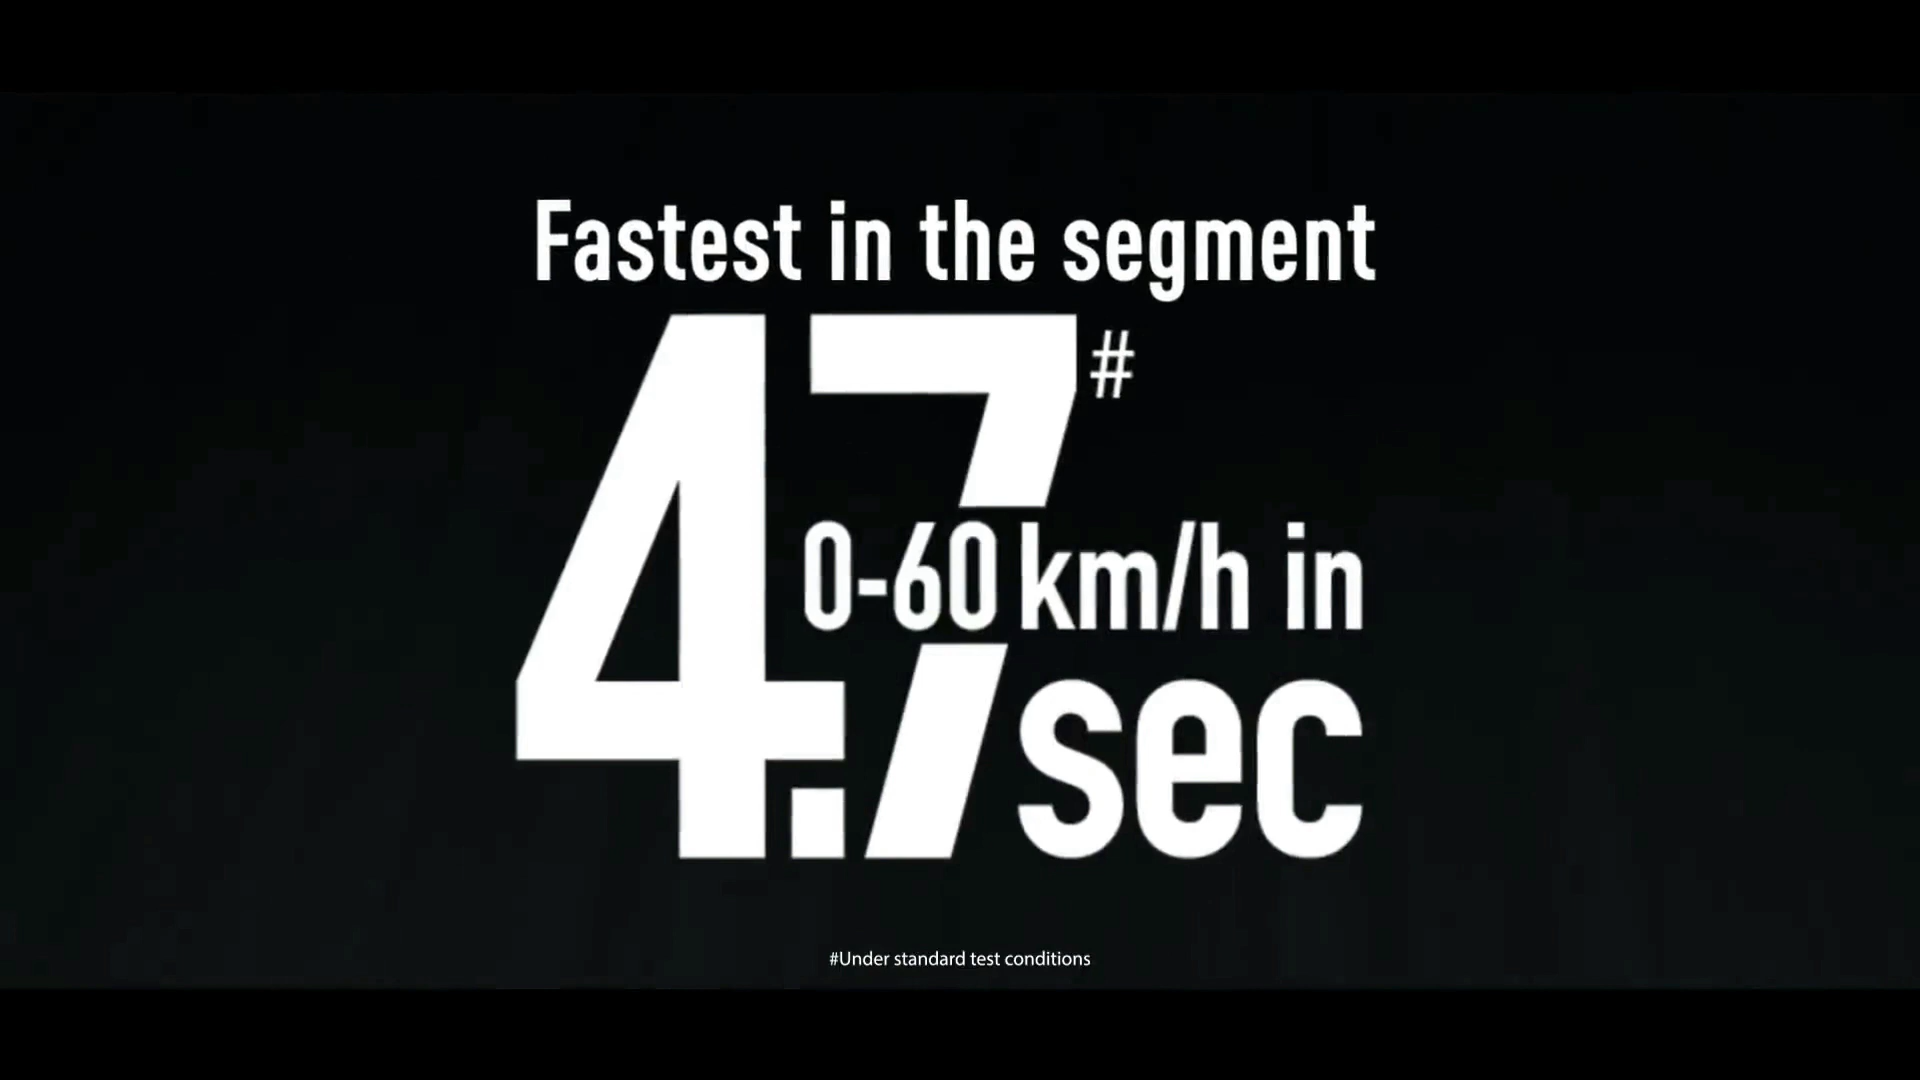 Fastest in the segment
4.7#
0-60 km/h in
sec
#Under standard test conditions